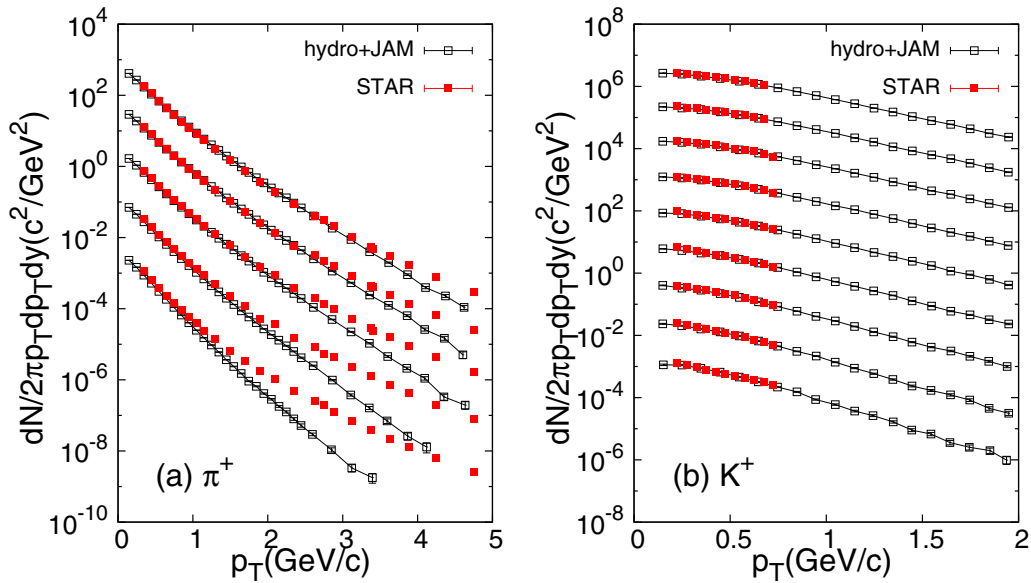 dN/2πp_T dp_T dy(c^2/GeV^2)
10^4
10^2
10^0
10^-2
10^-4
10^-6
10^-8
10^-10
hydro+JAM
STAR
(a) π^+
0 1 2 3 4 5
p_T(GeV/c)
dN/2πp_T dp_T dy(c^2/GeV^2)
10^8
10^6
10^4
10^2
10^0
10^-2
10^-4
10^-6
10^-8
hydro+JAM
STAR
(b) K^+
0 0.5 1 1.5 2
p_T(GeV/c)